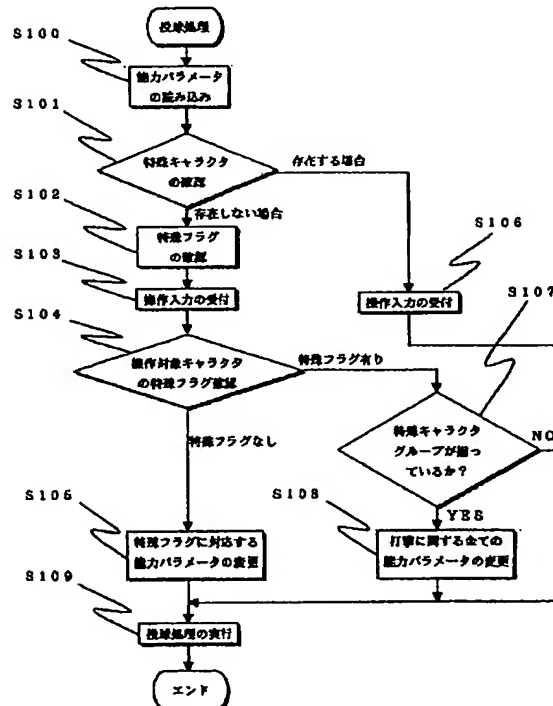 投球処理
S100
能力パラメータ
の読み込み
S101
特殊キャラクタ
の確認
存在する場合
S102
存在しない場合
特殊フラグ
の確認
S103
操作入力の受付
S106
操作入力の受付
S104
操作対象キャラクタ
の特殊フラグ確認
特殊フラグ有り
S107
特殊キャラクタ
グループが揃っ
ているか？
NO
特殊フラグなし
YES
S105
特殊フラグに対応する
能力パラメータの変更
S108
打撃に関する全ての
能力パラメータの変更
S109
投球処理の実行
エンド